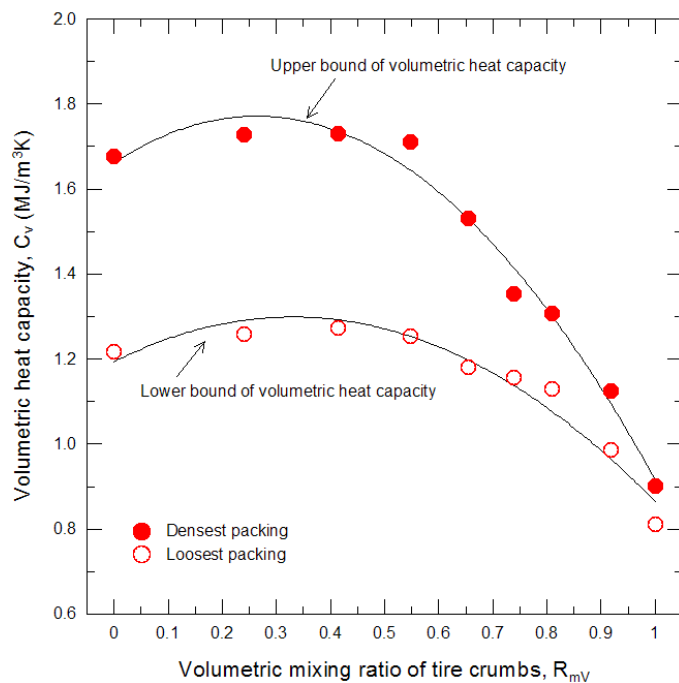 2.0
1.8
1.6
1.4
1.2
1.0
0.8
0.6
Volumetric heat capacity, Cᵥ (MJ/m³K)
Upper bound of volumetric heat capacity
Lower bound of volumetric heat capacity
Densest packing
Loosest packing
0 0.1 0.2 0.3 0.4 0.5 0.6 0.7 0.8 0.9 1
Volumetric mixing ratio of tire crumbs, RmV